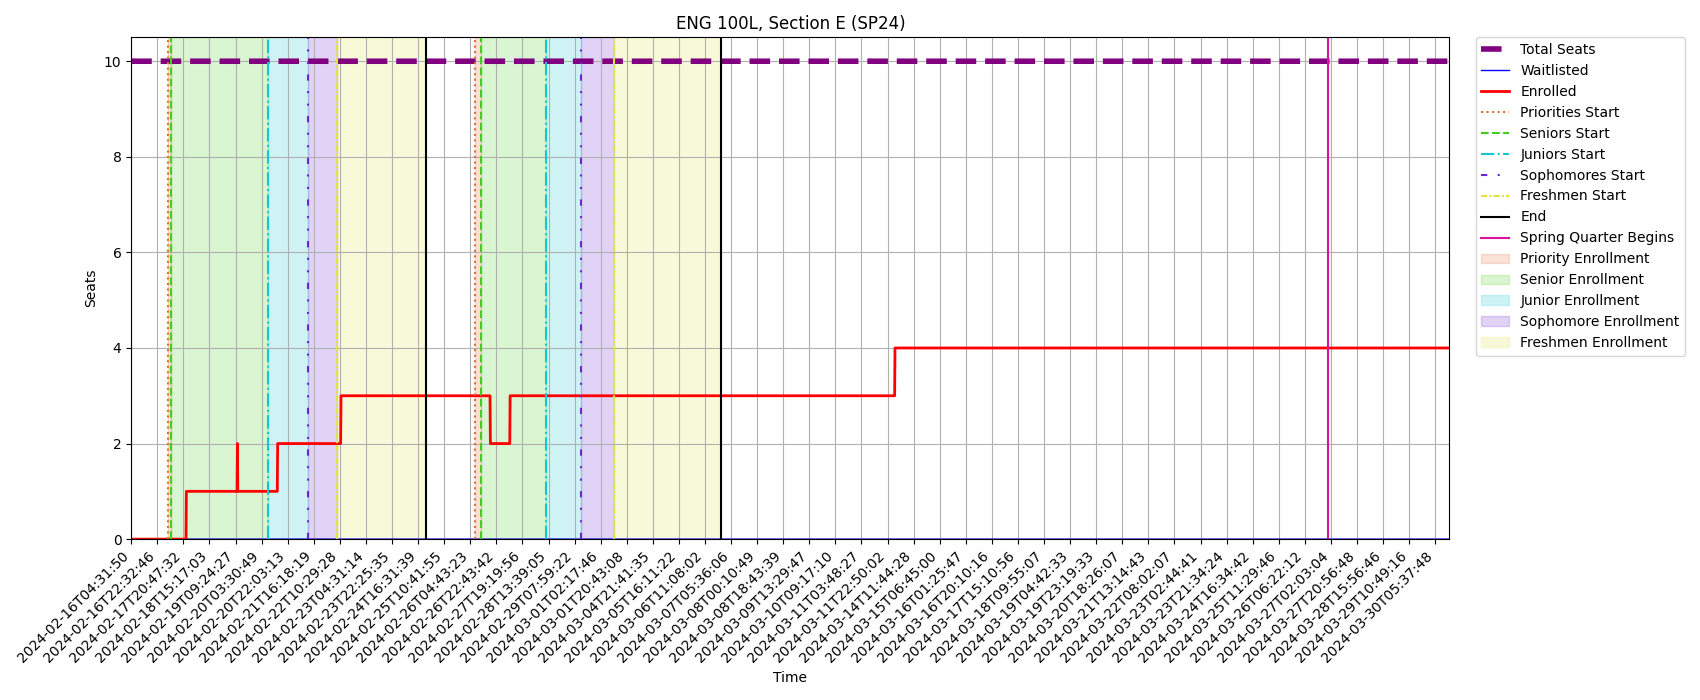 ENG 100L, Section E (SP24)
Seats
10
8
6
4
2
0
2024-02-16T04:31:50
2024-02-16T22:32:46
2024-02-17T20:47:32
2024-02-18T15:17:03
2024-02-19T09:24:27
2024-02-20T03:30:49
2024-02-20T22:03:13
2024-02-21T16:18:19
2024-02-22T10:29:28
2024-02-23T04:31:14
2024-02-23T22:25:35
2024-02-24T16:31:39
2024-02-25T10:41:55
2024-02-26T04:43:23
2024-02-26T22:43:42
2024-02-27T19:19:56
2024-02-28T13:39:05
2024-02-29T07:59:22
2024-03-01T02:17:46
2024-03-01T20:43:08
2024-03-04T21:41:35
2024-03-05T16:11:22
2024-03-06T11:08:02
2024-03-07T05:36:06
2024-03-08T00:10:49
2024-03-08T18:43:39
2024-03-09T13:29:47
2024-03-10T09:17:10
2024-03-11T03:48:27
2024-03-11T22:50:02
2024-03-14T11:44:28
2024-03-15T06:45:00
2024-03-16T01:25:47
2024-03-16T20:10:16
2024-03-17T15:10:56
2024-03-18T09:55:07
2024-03-19T04:42:33
2024-03-19T23:19:33
2024-03-20T18:26:07
2024-03-21T13:14:43
2024-03-22T08:02:07
2024-03-23T02:44:41
2024-03-23T21:34:24
2024-03-24T16:34:42
2024-03-25T11:29:46
2024-03-26T06:22:12
2024-03-27T02:03:04
2024-03-27T20:56:48
2024-03-28T15:56:46
2024-03-29T10:49:16
2024-03-30T05:37:48
Time
Total Seats
Waitlisted
Enrolled
Priorities Start
Seniors Start
Juniors Start
Sophomores Start
Freshmen Start
End
Spring Quarter Begins
Priority Enrollment
Senior Enrollment
Junior Enrollment
Sophomore Enrollment
Freshmen Enrollment